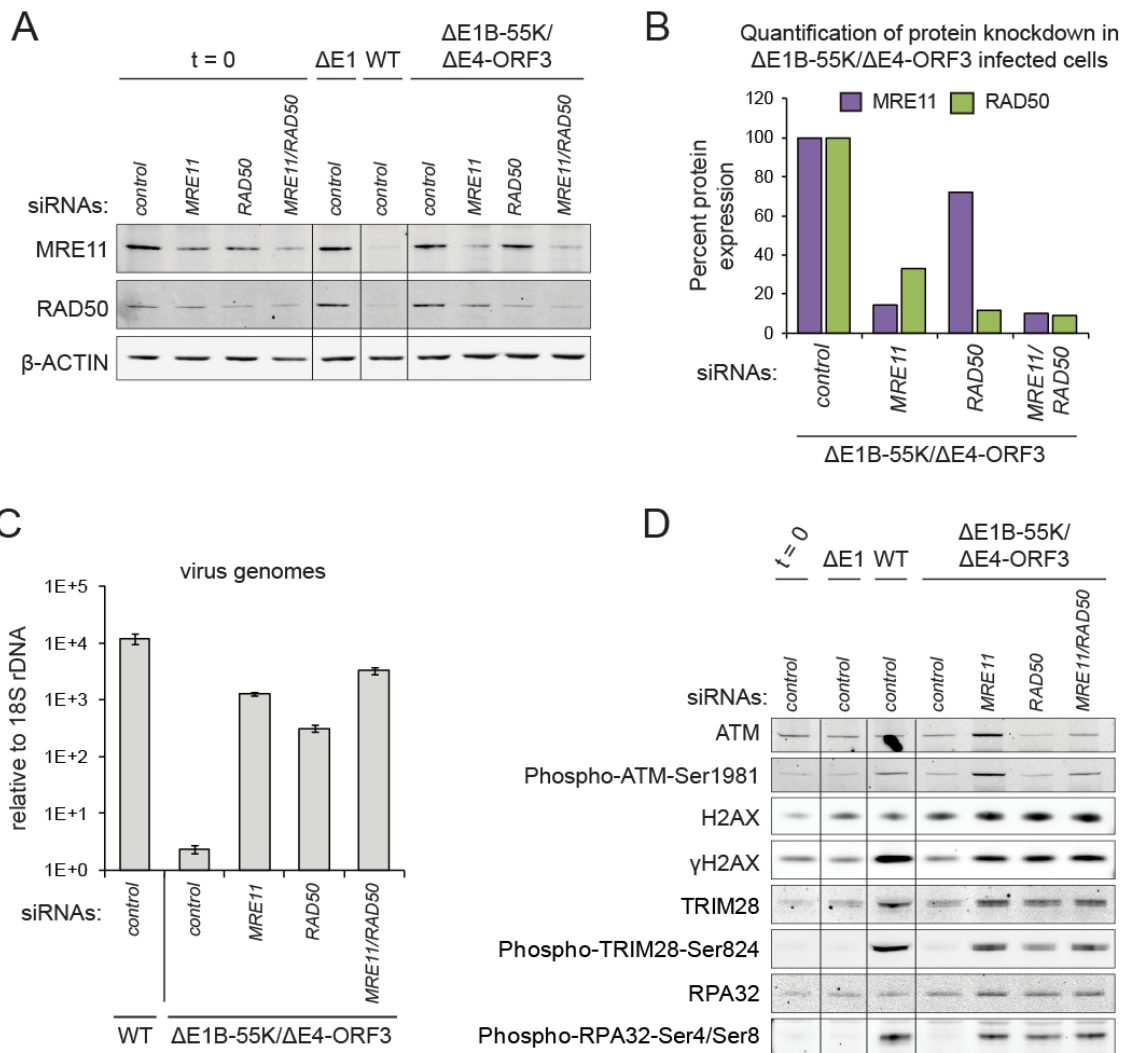 A
t = 0
ΔE1
WT
ΔE1B-55K/
ΔE4-ORF3
siRNAs:
control
MRE11
RAD50
MRE11/RAD50
control
control
control
MRE11
RAD50
MRE11/RAD50
MRE11
RAD50
β-ACTIN
B
Quantification of protein knockdown in
ΔE1B-55K/ΔE4-ORF3 infected cells
MRE11
RAD50
Percent protein
expression
120
100
80
60
40
20
0
siRNAs:
control
MRE11
RAD50
MRE11/
RAD50
ΔE1B-55K/ΔE4-ORF3
C
virus genomes
relative to 18S rDNA
1E+5
1E+4
1E+3
1E+2
1E+1
1E+0
siRNAs:
control
control
MRE11
RAD50
MRE11/RAD50
WT
ΔE1B-55K/ΔE4-ORF3
D
t = 0
ΔE1
WT
ΔE1B-55K/
ΔE4-ORF3
siRNAs:
control
control
control
control
MRE11
RAD50
MRE11/RAD50
ATM
Phospho-ATM-Ser1981
H2AX
γH2AX
TRIM28
Phospho-TRIM28-Ser824
RPA32
Phospho-RPA32-Ser4/Ser8